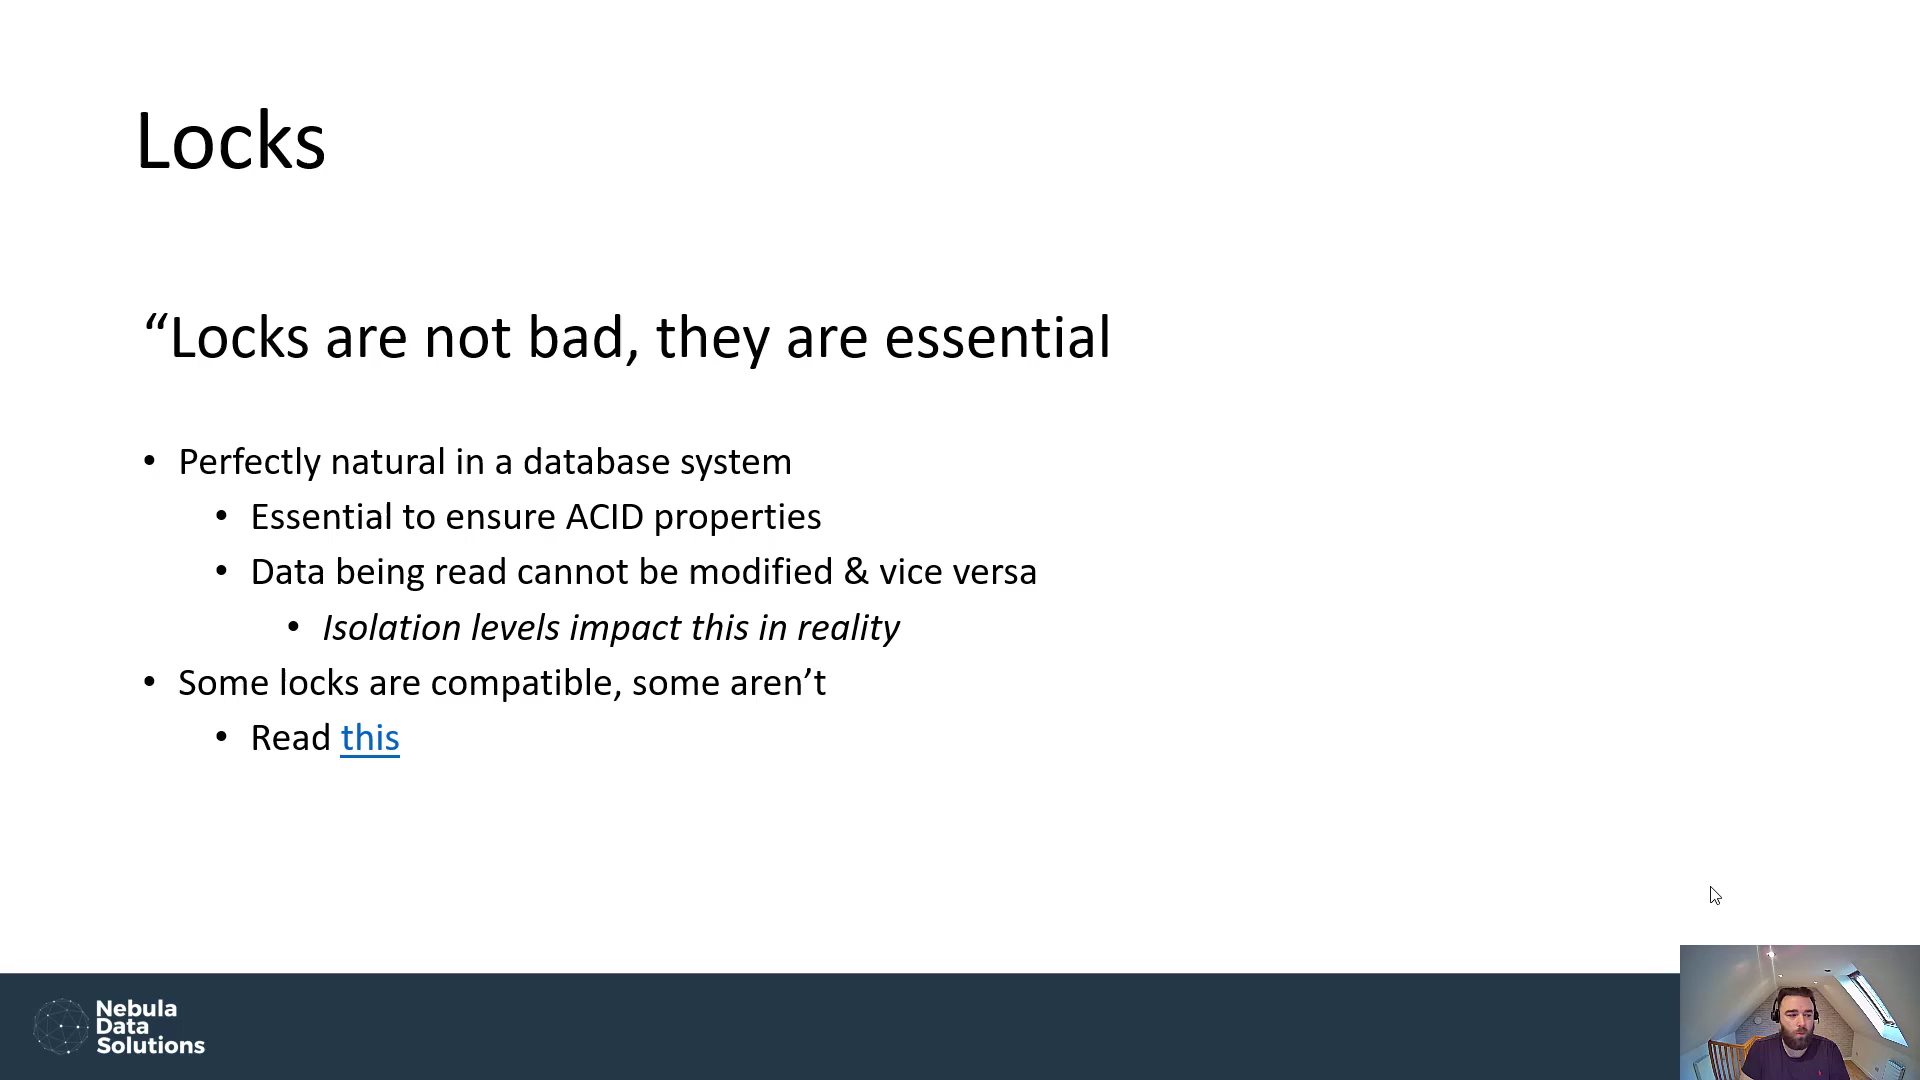 Locks
“Locks are not bad, they are essential
• Perfectly natural in a database system
• Essential to ensure ACID properties
• Data being read cannot be modified & vice versa
• Isolation levels impact this in reality
• Some locks are compatible, some aren’t
• Read this
Nebula
Data
Solutions